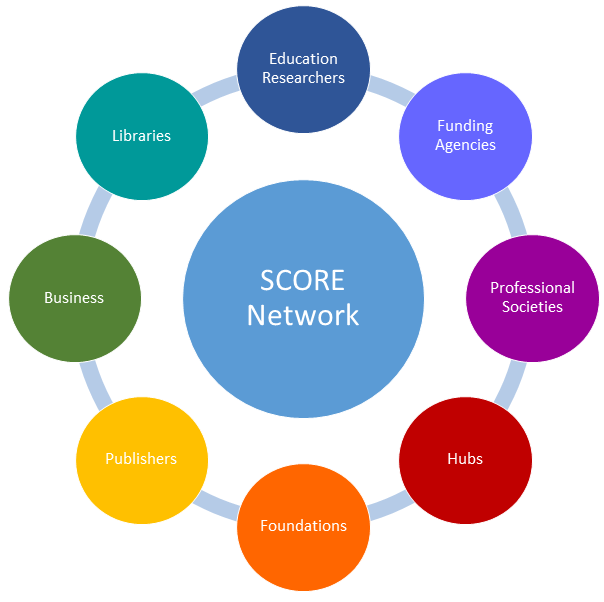 Education
Researchers
Funding
Agencies
Libraries
SCORE
Network
Business
Professional
Societies
Publishers
Hubs
Foundations